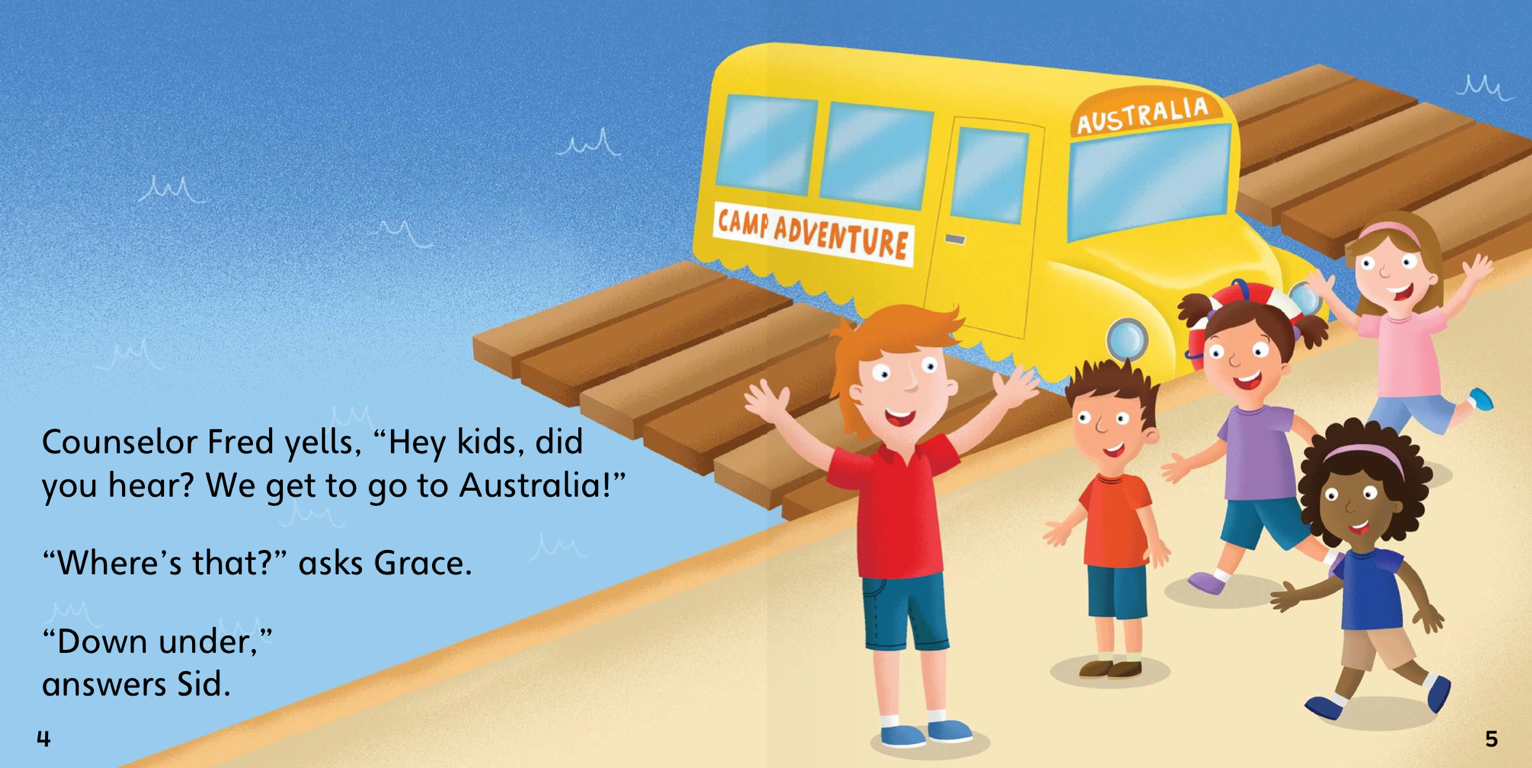 AUSTRALIA
CAMP ADVENTURE
Counselor Fred yells, “Hey kids, did
you hear? We get to go to Australia!”
“Where’s that?” asks Grace.
“Down under,”
answers Sid.
4
5